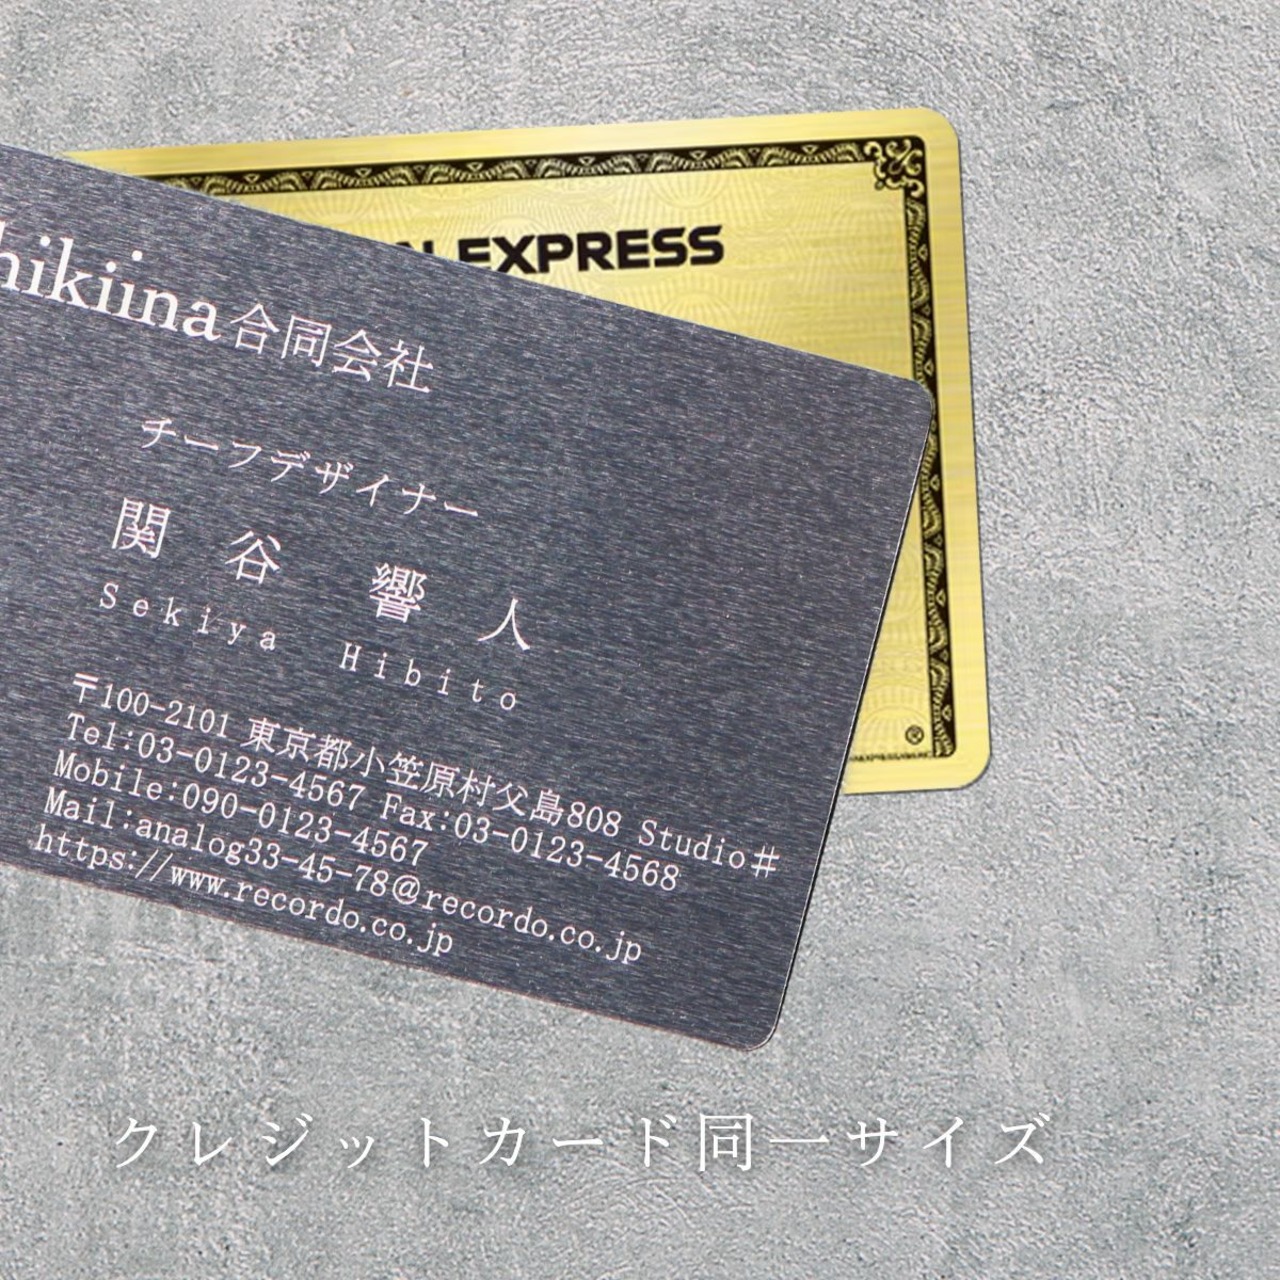 EXPRESS
hikiina合同会社
チーフデザイナー
関谷 響人
Sekiya Hibito
〒100-2101 東京都小笠原村父島808 Studio#
Tel:03-0123-4567 Fax:03-0123-4568
Mobile:090-0123-4567
Mail:analog33-45-78@recordo.co.jp
https://www.recordo.co.jp
®
クレジットカード同一サイズ